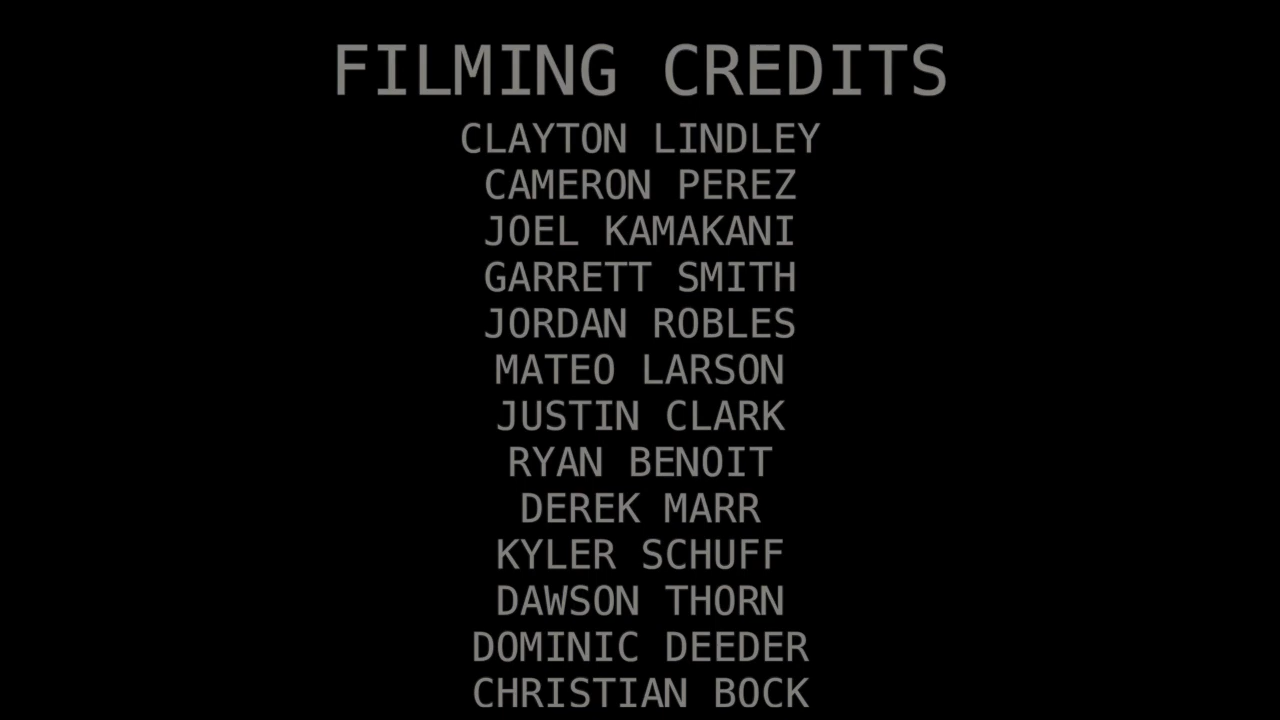 FILMING CREDITS
CLAYTON LINDLEY
CAMERON PEREZ
JOEL KAMAKANI
GARRETT SMITH
JORDAN ROBLES
MATEO LARSON
JUSTIN CLARK
RYAN BENOIT
DEREK MARR
KYLER SCHUFF
DAWSON THORN
DOMINIC DEEDER
CHRISTIAN BOCK